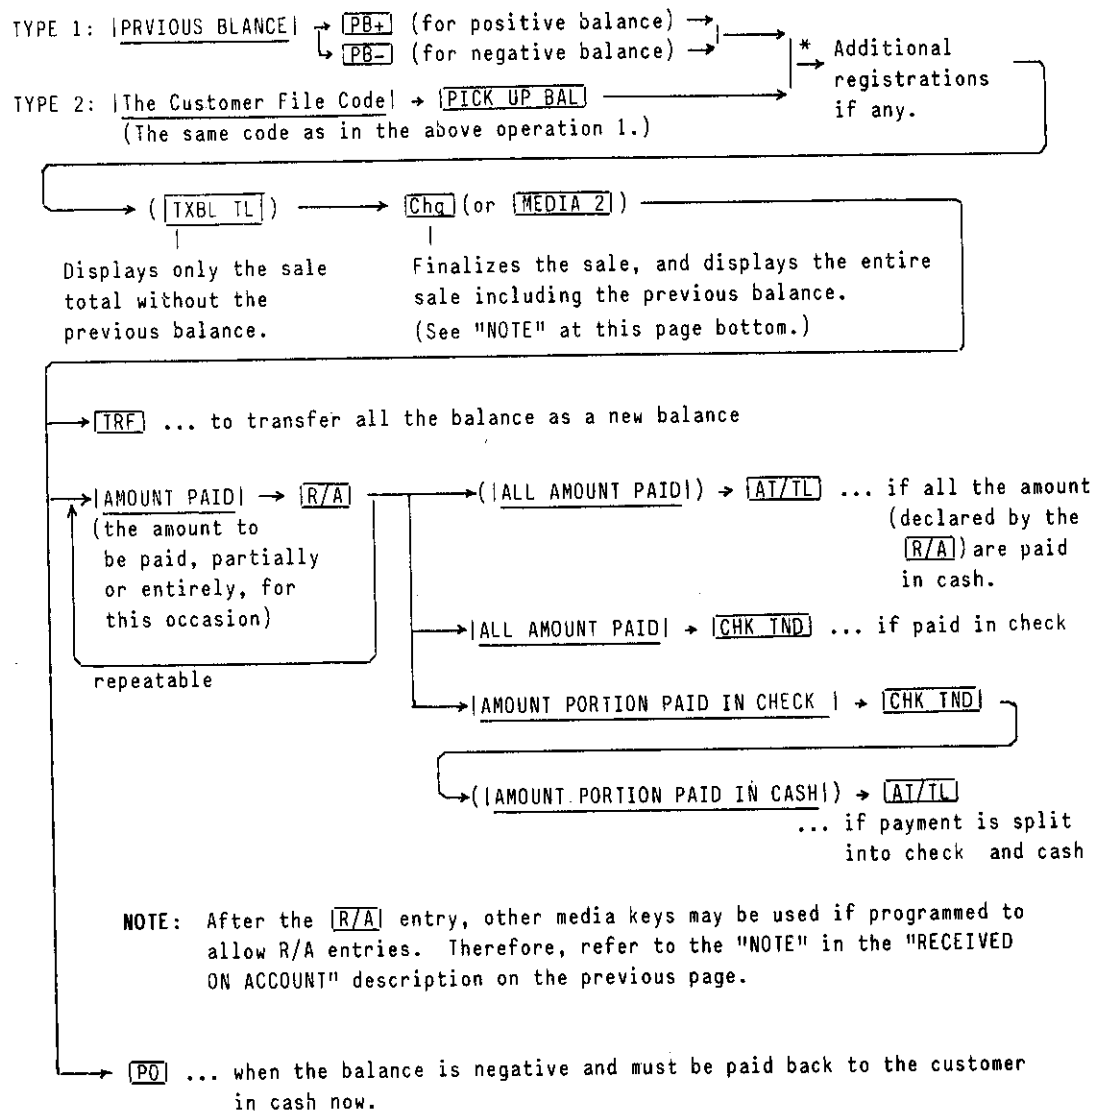 TYPE 1: |PRVIOUS BLANCE| → PB+ (for positive balance) →
↳ PB- (for negative balance) →
* Additional
registrations
if any.
TYPE 2: |The Customer File Code| → PICK UP BAL
(The same code as in the above operation 1.)
( TXBL TL ) → Chg (or MEDIA 2 )
Displays only the sale
total without the
previous balance.
Finalizes the sale, and displays the entire
sale including the previous balance.
(See "NOTE" at this page bottom.)
TRF ... to transfer all the balance as a new balance
|AMOUNT PAID| → R/A
(the amount to
be paid, partially
or entirely, for
this occasion)
repeatable
(|ALL AMOUNT PAID|) → AT/TL ... if all the amount
(declared by the
R/A ) are paid
in cash.
|ALL AMOUNT PAID| → CHK TND ... if paid in check
|AMOUNT PORTION PAID IN CHECK | → CHK TND
(|AMOUNT PORTION PAID IN CASH|) → AT/TL
... if payment is split
into check and cash
NOTE: After the R/A entry, other media keys may be used if programmed to
allow R/A entries. Therefore, refer to the "NOTE" in the "RECEIVED
ON ACCOUNT" description on the previous page.
PO ... when the balance is negative and must be paid back to the customer
in cash now.